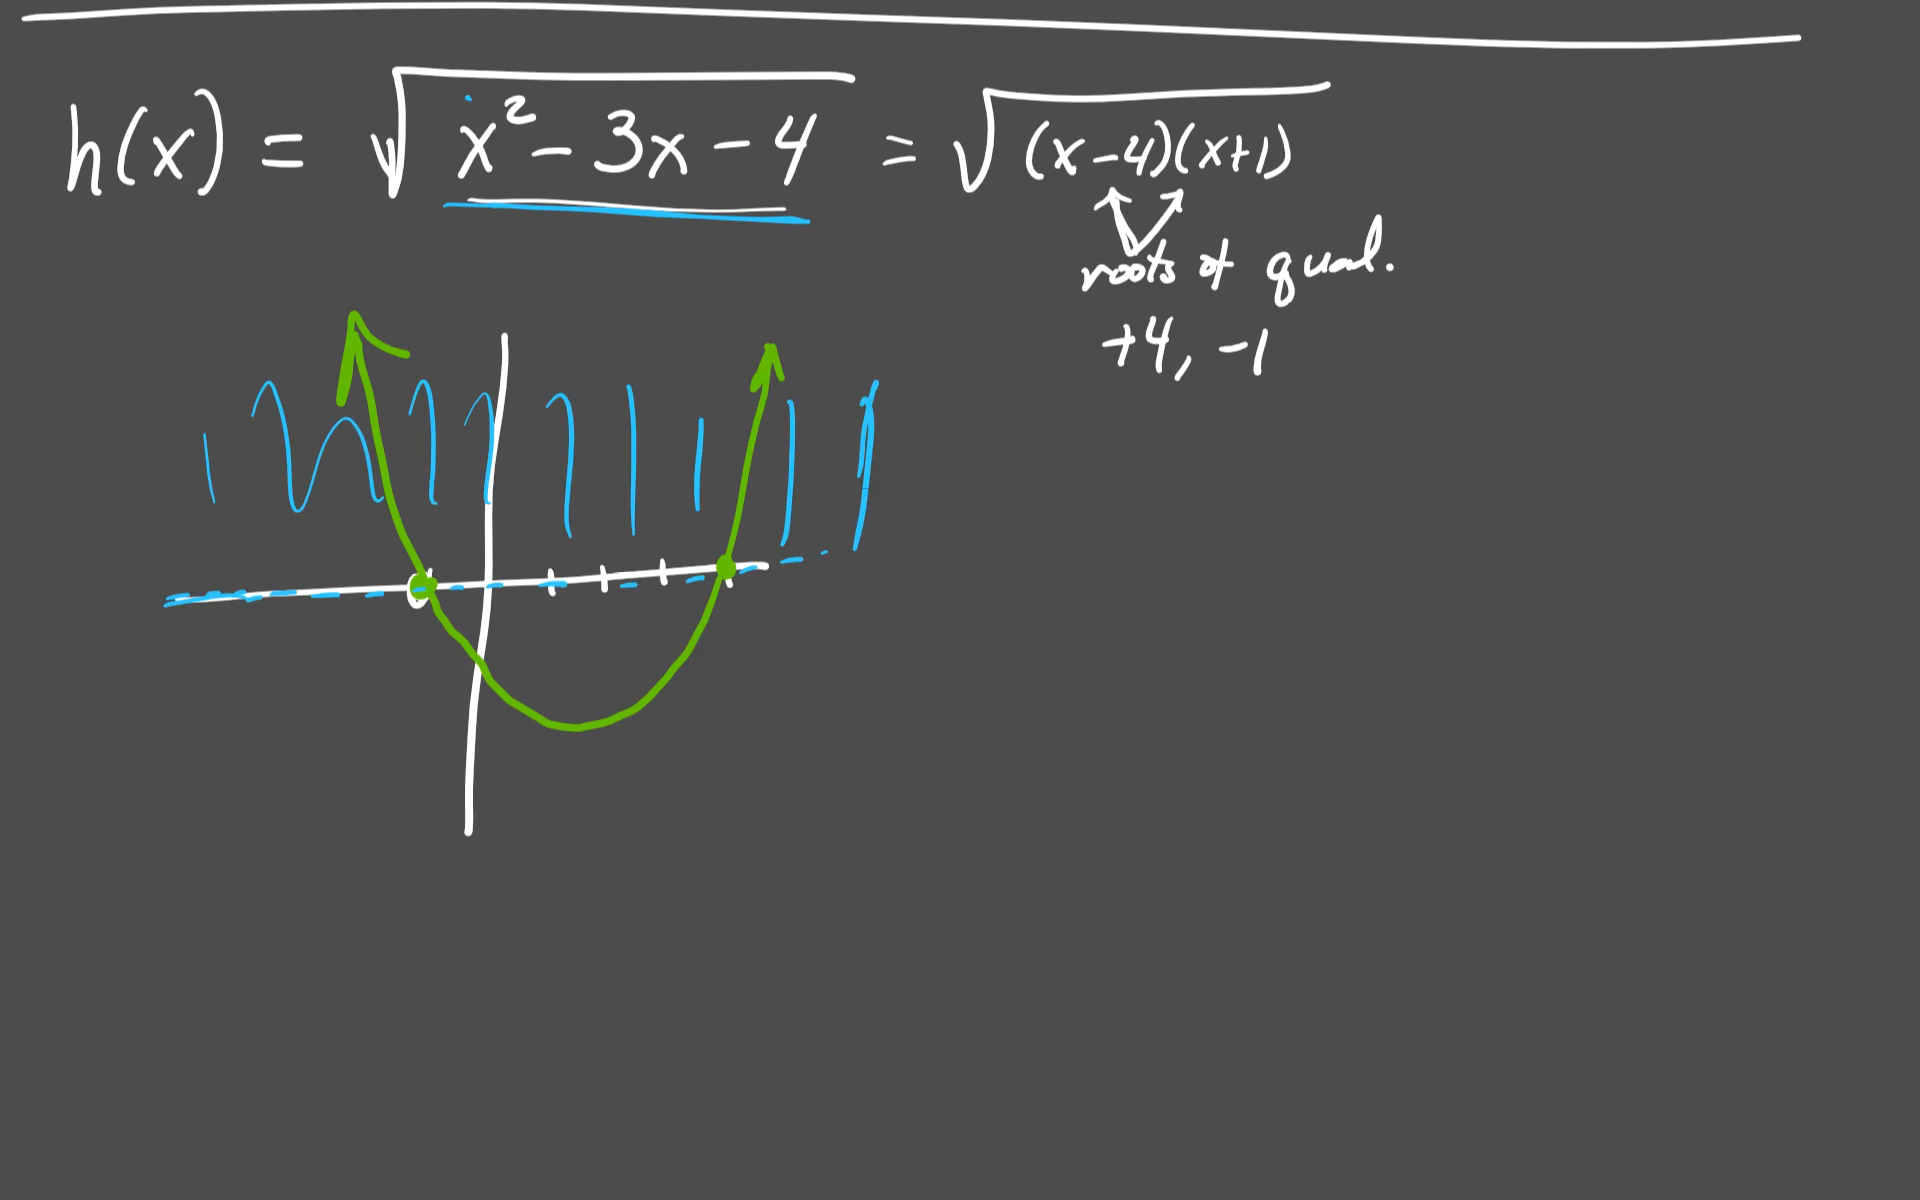 h(x) = √(x² - 3x - 4) = √((x-4)(x+1))
roots of quad.
+4, -1